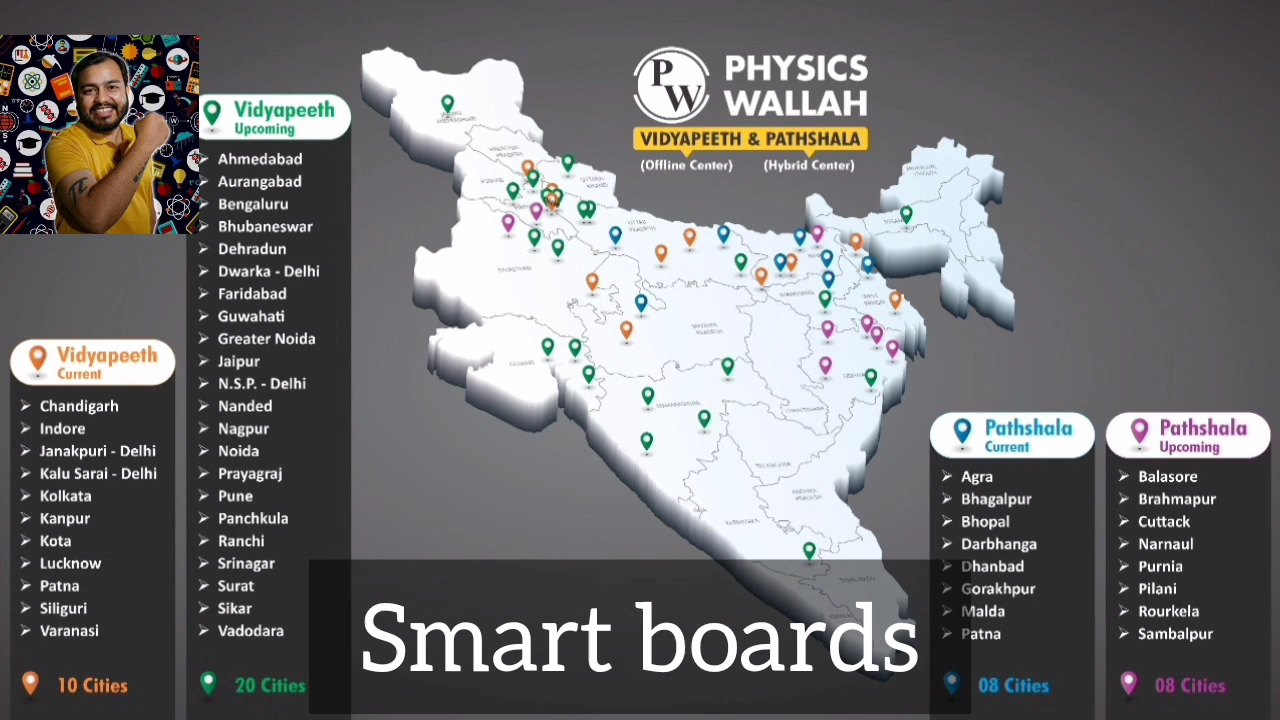 PW
PHYSICS
WALLAH
VIDYAPEETH & PATHSHALA
(Offline Center) (Hybrid Center)
Vidyapeeth
Upcoming
Ahmedabad
Aurangabad
Bengaluru
Bhubaneswar
Dehradun
Dwarka - Delhi
Faridabad
Guwahati
Greater Noida
Jaipur
N.S.P. - Delhi
Nanded
Nagpur
Noida
Prayagraj
Pune
Panchkula
Ranchi
Srinagar
Surat
Sikar
Vadodara
20 Cities
Vidyapeeth
Current
Chandigarh
Indore
Janakpuri - Delhi
Kalu Sarai - Delhi
Kolkata
Kanpur
Kota
Lucknow
Patna
Siliguri
Varanasi
10 Cities
Pathshala
Current
Agra
Bhagalpur
Bhopal
Darbhanga
Dhanbad
Gorakhpur
Malda
Patna
08 Cities
Pathshala
Upcoming
Balasore
Brahmapur
Cuttack
Narnaul
Purnia
Pilani
Rourkela
Sambalpur
08 Cities
Smart boards